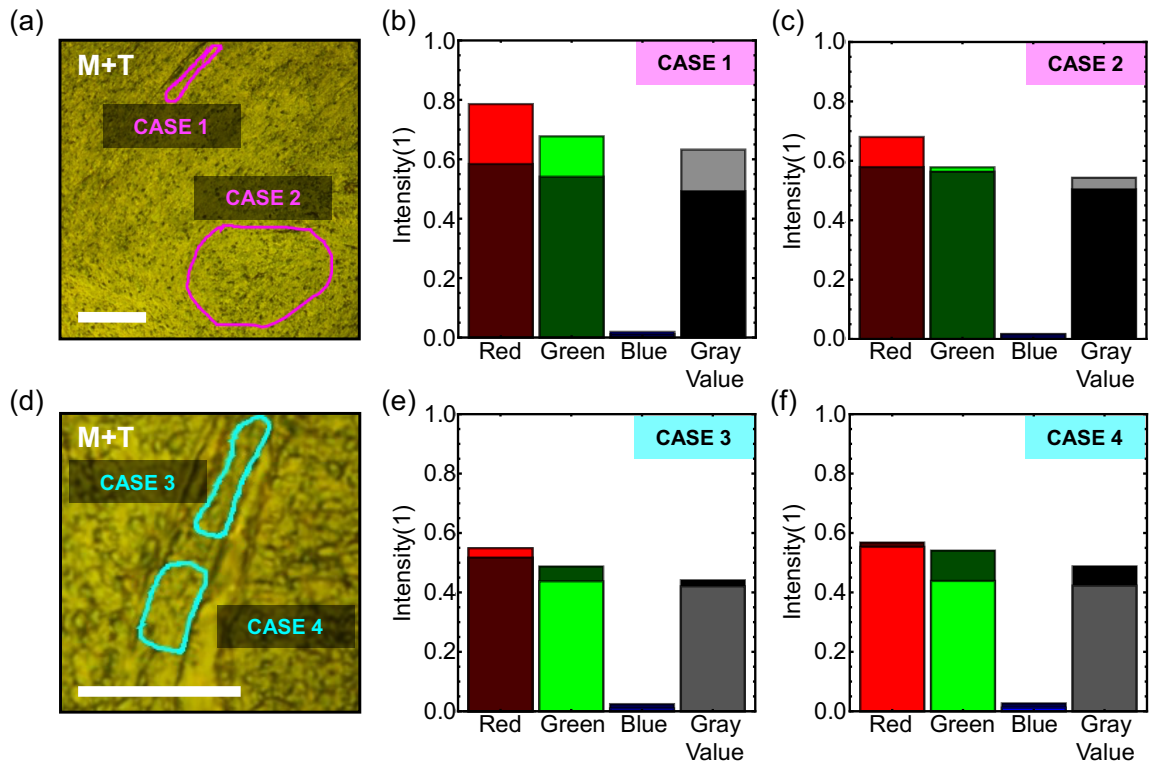 (a)
M+T
CASE 1
CASE 2
(b)
CASE 1
Intensity(1)
1.0
0.8
0.6
0.4
0.2
0.0
Red Green Blue Gray
Value
(c)
CASE 2
Intensity(1)
1.0
0.8
0.6
0.4
0.2
0.0
Red Green Blue Gray
Value
(d)
M+T
CASE 3
CASE 4
(e)
CASE 3
Intensity(1)
1.0
0.8
0.6
0.4
0.2
0.0
Red Green Blue Gray
Value
(f)
CASE 4
Intensity(1)
1.0
0.8
0.6
0.4
0.2
0.0
Red Green Blue Gray
Value